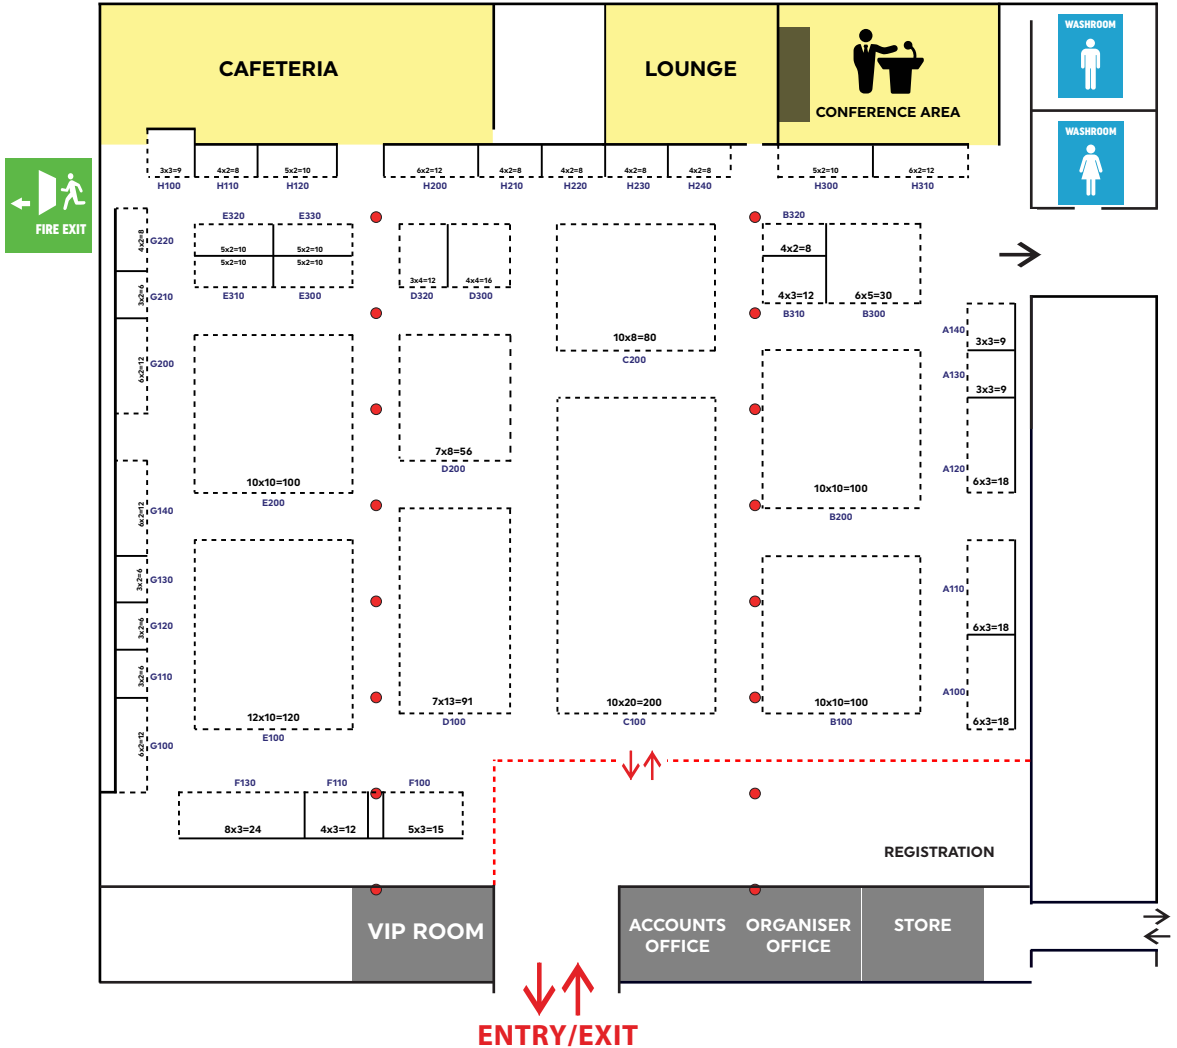 CAFETERIA
LOUNGE
CONFERENCE AREA
WASHROOM
WASHROOM
FIRE EXIT
3x3=9
4x2=8
5x2=10
6x2=12
4x2=8
4x2=8
4x2=8
4x2=8
5x2=10
6x2=12
H100
H110
H120
H200
H210
H220
H230
H240
H300
H310
E320
E330
5x2=10
5x2=10
5x2=10
5x2=10
E310
E300
3x4=12
4x4=16
D320
D300
10x8=80
C200
B320
4x2=8
4x3=12
6x5=30
B310
B300
4x2=8
G220
3x2=6
G210
6x2=12
G200
10x10=100
E200
7x8=56
D200
10x10=100
B200
A140
3x3=9
A130
3x3=9
A120
6x3=18
6x2=12
G140
3x2=6
G130
3x2=6
G120
3x2=6
G110
6x2=12
G100
12x10=120
E100
7x13=91
D100
10x20=200
C100
10x10=100
B100
A110
6x3=18
A100
6x3=18
F130
F110
F100
8x3=24
4x3=12
5x3=15
REGISTRATION
VIP ROOM
ACCOUNTS
OFFICE
ORGANISER
OFFICE
STORE
ENTRY/EXIT